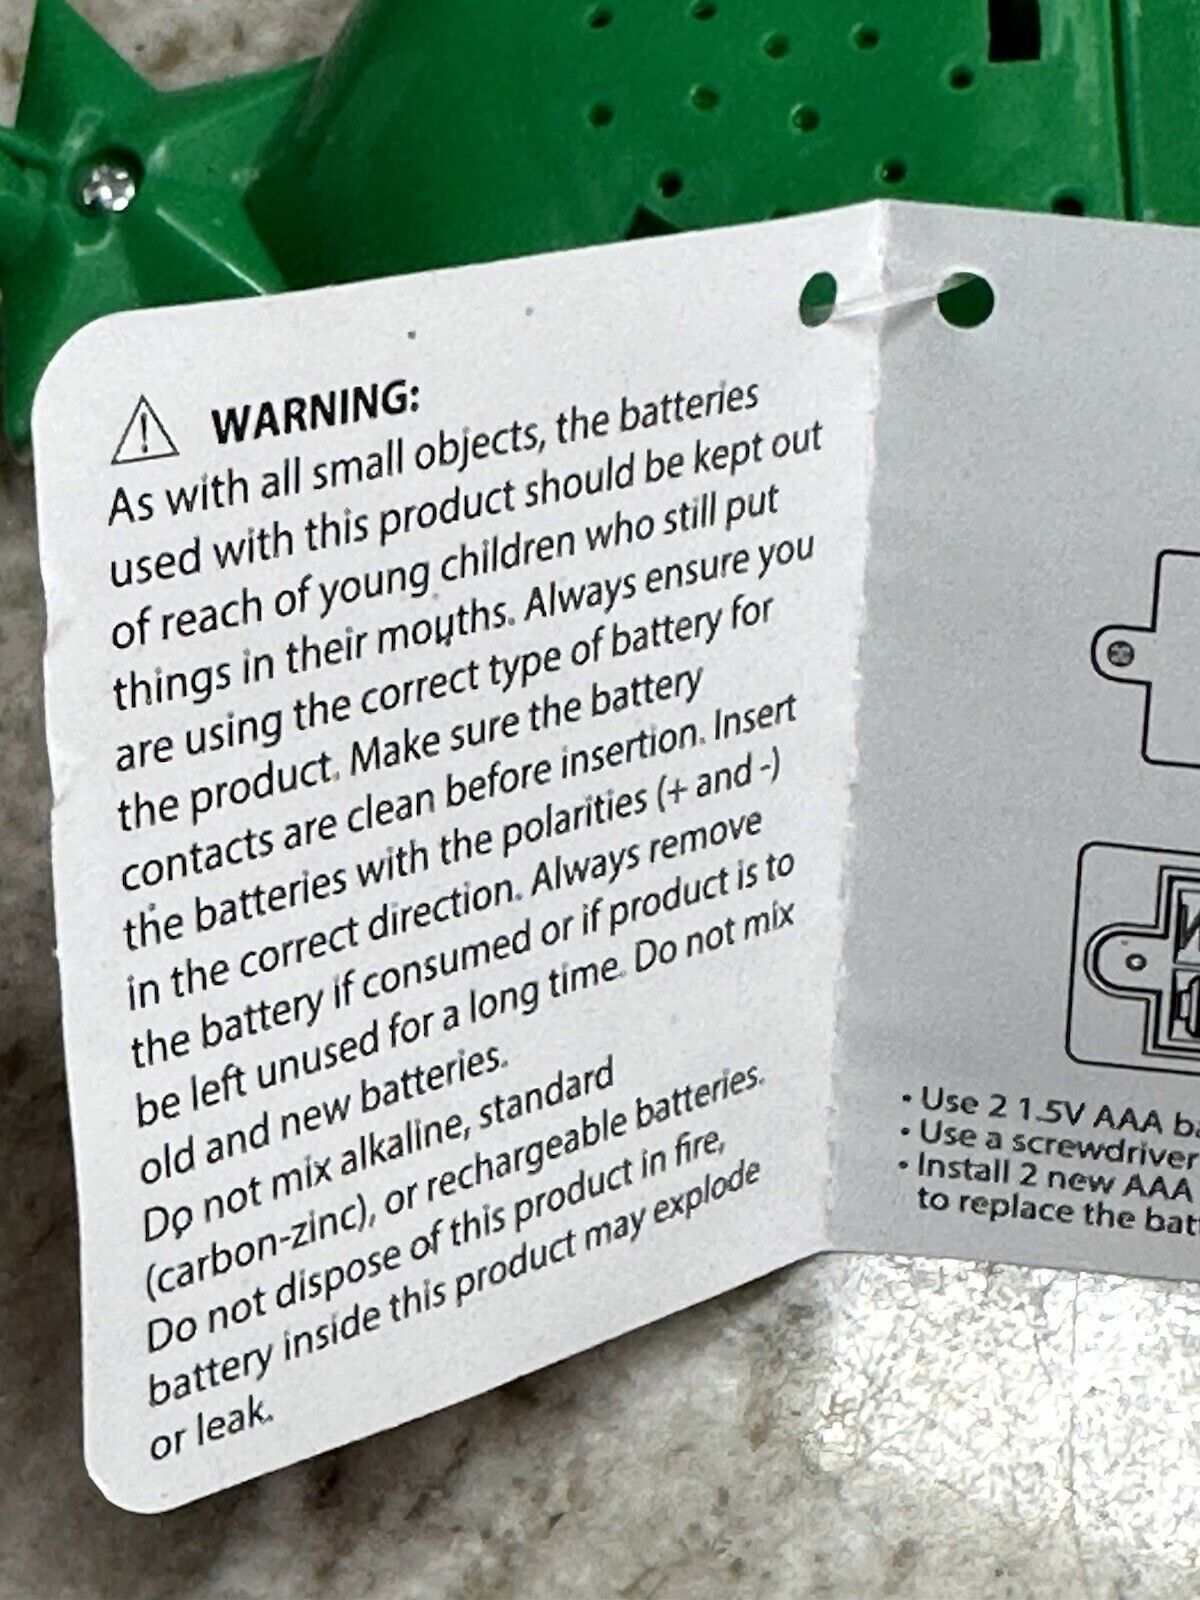 WARNING:
As with all small objects, the batteries
used with this product should be kept out
of reach of young children who still put
things in their mouths. Always ensure you
are using the correct type of battery for
the product. Make sure the battery
contacts are clean before insertion. Insert
the batteries with the polarities (+ and -)
in the correct direction. Always remove
the battery if consumed or if product is to
be left unused for a long time. Do not mix
old and new batteries.
Do not mix alkaline, standard
(carbon-zinc), or rechargeable batteries.
Do not dispose of this product in fire,
battery inside this product may explode
or leak.
• Use 2 1.5V AAA
• Use a screwdriver
• Install 2 new AAA
to replace the